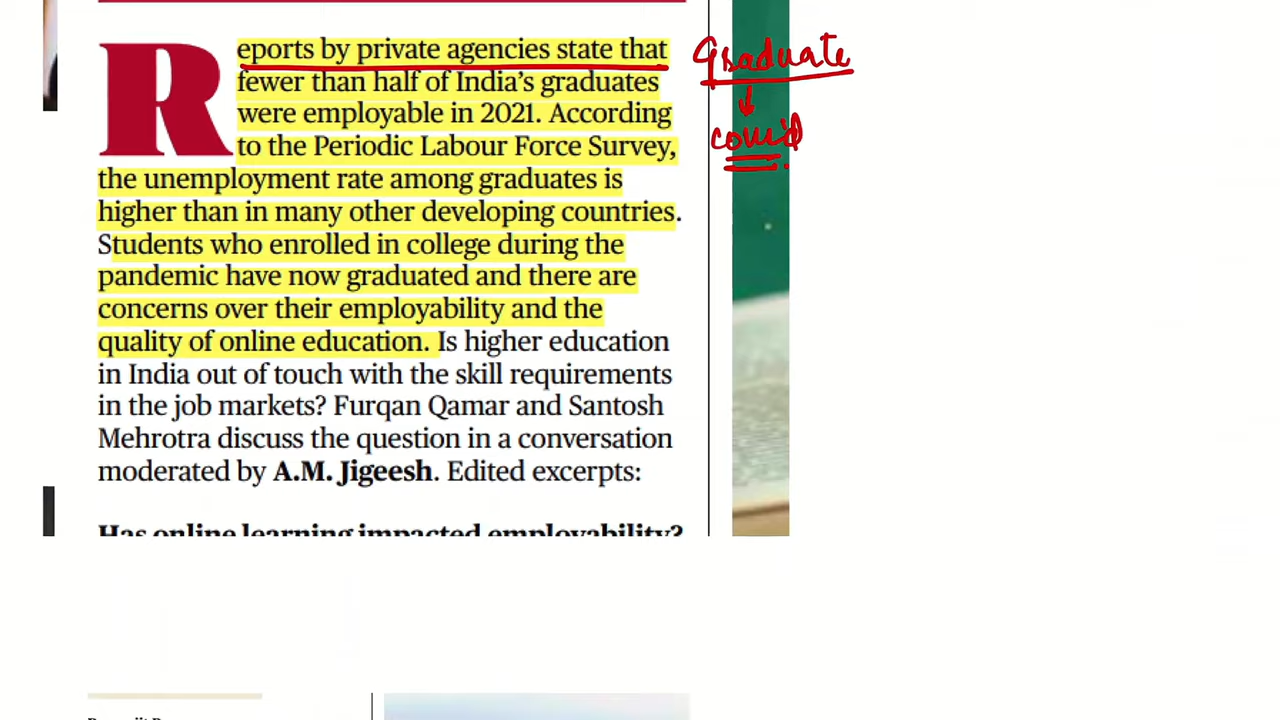 Reports by private agencies state that
fewer than half of India's graduates
were employable in 2021. According
to the Periodic Labour Force Survey,
the unemployment rate among graduates is
higher than in many other developing countries.
Students who enrolled in college during the
pandemic have now graduated and there are
concerns over their employability and the
quality of online education. Is higher education
in India out of touch with the skill requirements
in the job markets? Furqan Qamar and Santosh
Mehrotra discuss the question in a conversation
moderated by A.M. Jigeesh. Edited excerpts:
Has online learning impacted employability?
Graduate
covid